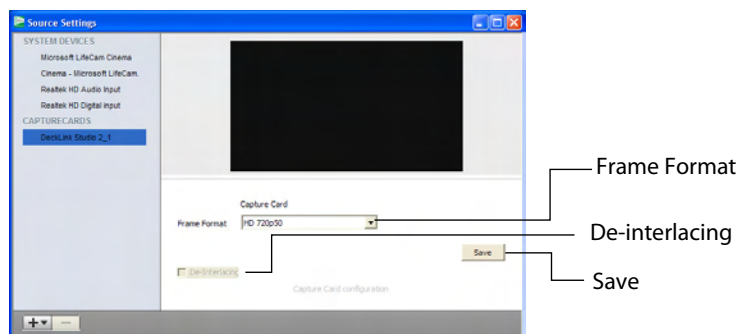 Source Settings
SYSTEM DEVICES
Microsoft LifeCam Cinema
Cinema - Microsoft LifeCam.
Realtek HD Audio Input
Realtek HD Digital input
CAPTURECARDS
DeckLink Studio 2_1
Capture Card
Frame Format HD 720p50
Save
De-Interlacing
Capture Card configuration
Frame Format
De-interlacing
Save